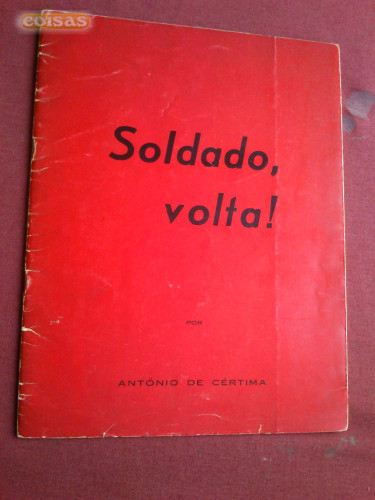 coisas
Soldado,
volta!
POR
ANTÓNIO DE CÉRTIMA